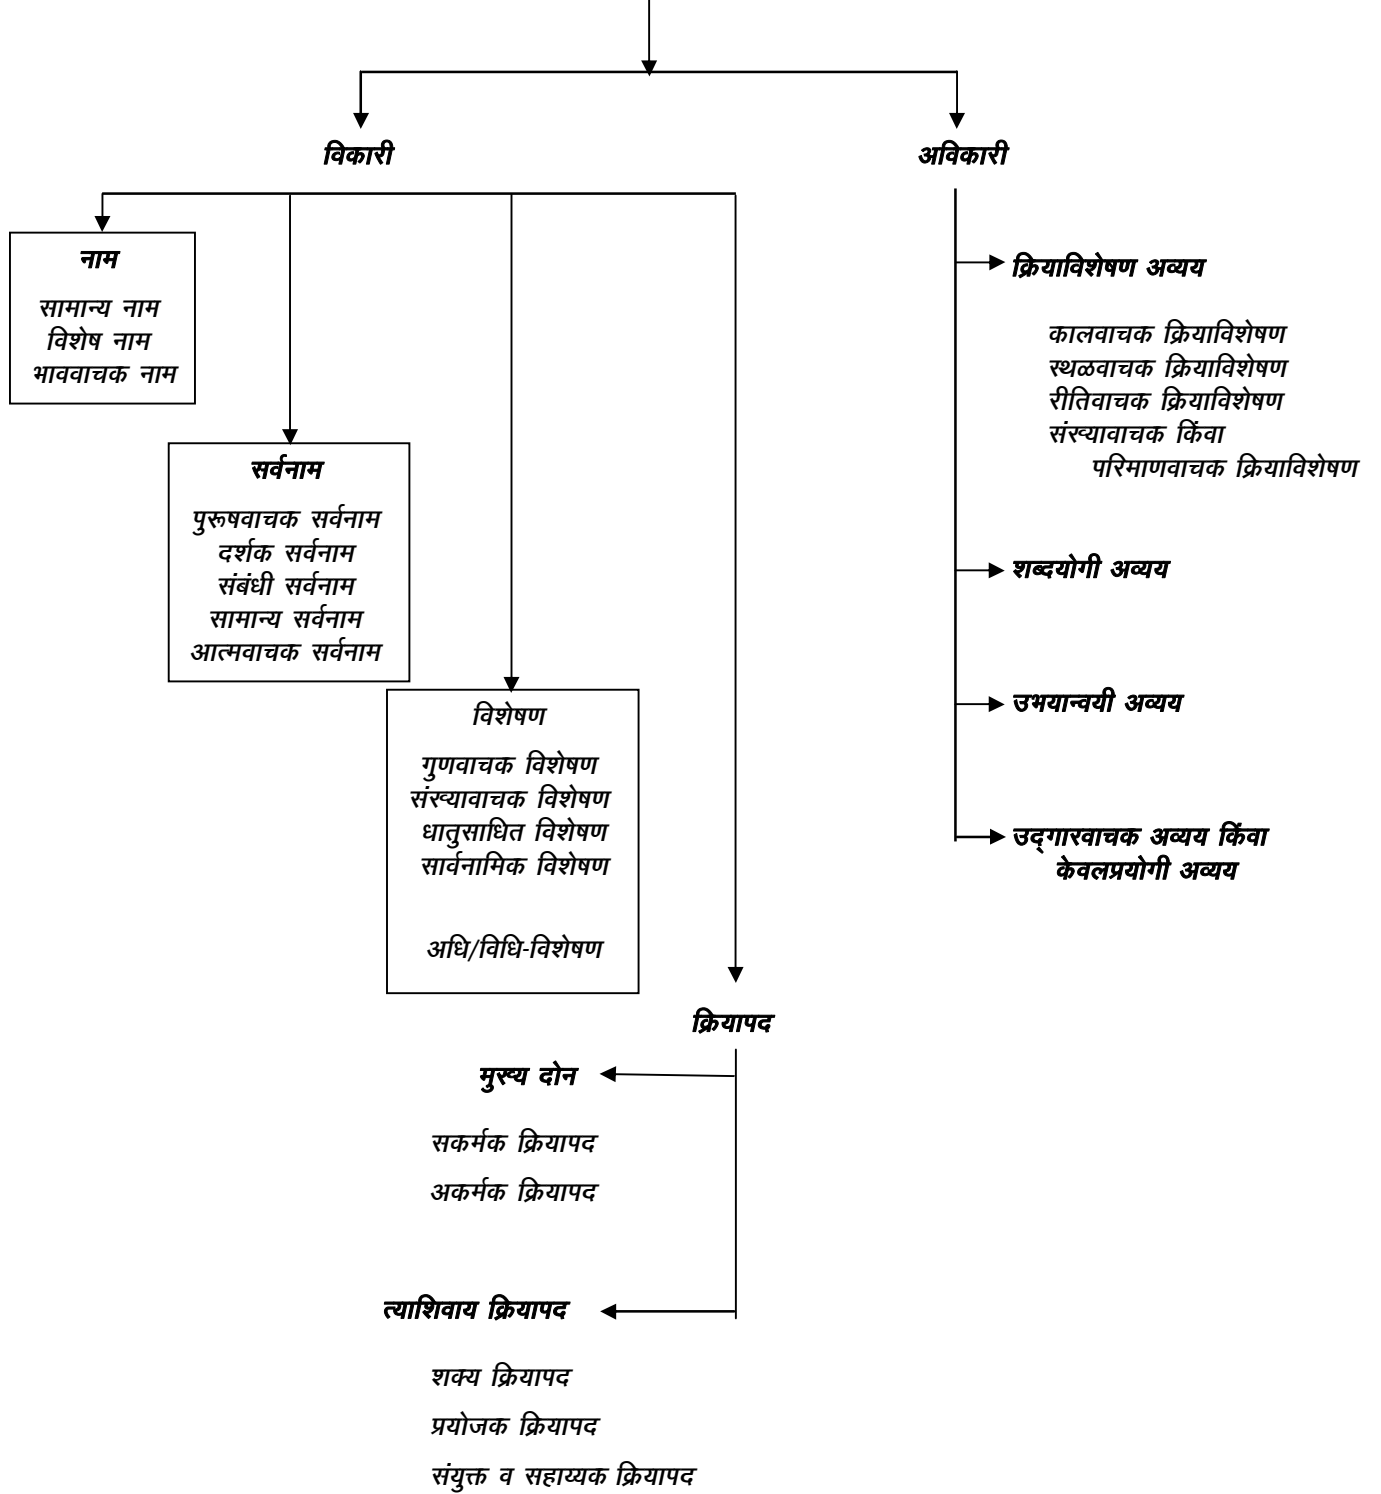 विकारी
अविकारी
नाम
सामान्य नाम
विशेष नाम
भाववाचक नाम
सर्वनाम
पुरूषवाचक सर्वनाम
दर्शक सर्वनाम
संबंधी सर्वनाम
सामान्य सर्वनाम
आत्मवाचक सर्वनाम
विशेषण
गुणवाचक विशेषण
संख्यावाचक विशेषण
धातुसाधित विशेषण
सार्वनामिक विशेषण
अधि/विधि-विशेषण
क्रियापद
मुख्य दोन
सकर्मक क्रियापद
अकर्मक क्रियापद
त्याशिवाय क्रियापद
शक्य क्रियापद
प्रयोजक क्रियापद
संयुक्त व सहाय्यक क्रियापद
क्रियाविशेषण अव्यय
कालवाचक क्रियाविशेषण
स्थळवाचक क्रियाविशेषण
रीतिवाचक क्रियाविशेषण
संख्यावाचक किंवा
परिमाणवाचक क्रियाविशेषण
शब्दयोगी अव्यय
उभयान्वयी अव्यय
उद्‌गारवाचक अव्यय किंवा
केवलप्रयोगी अव्यय